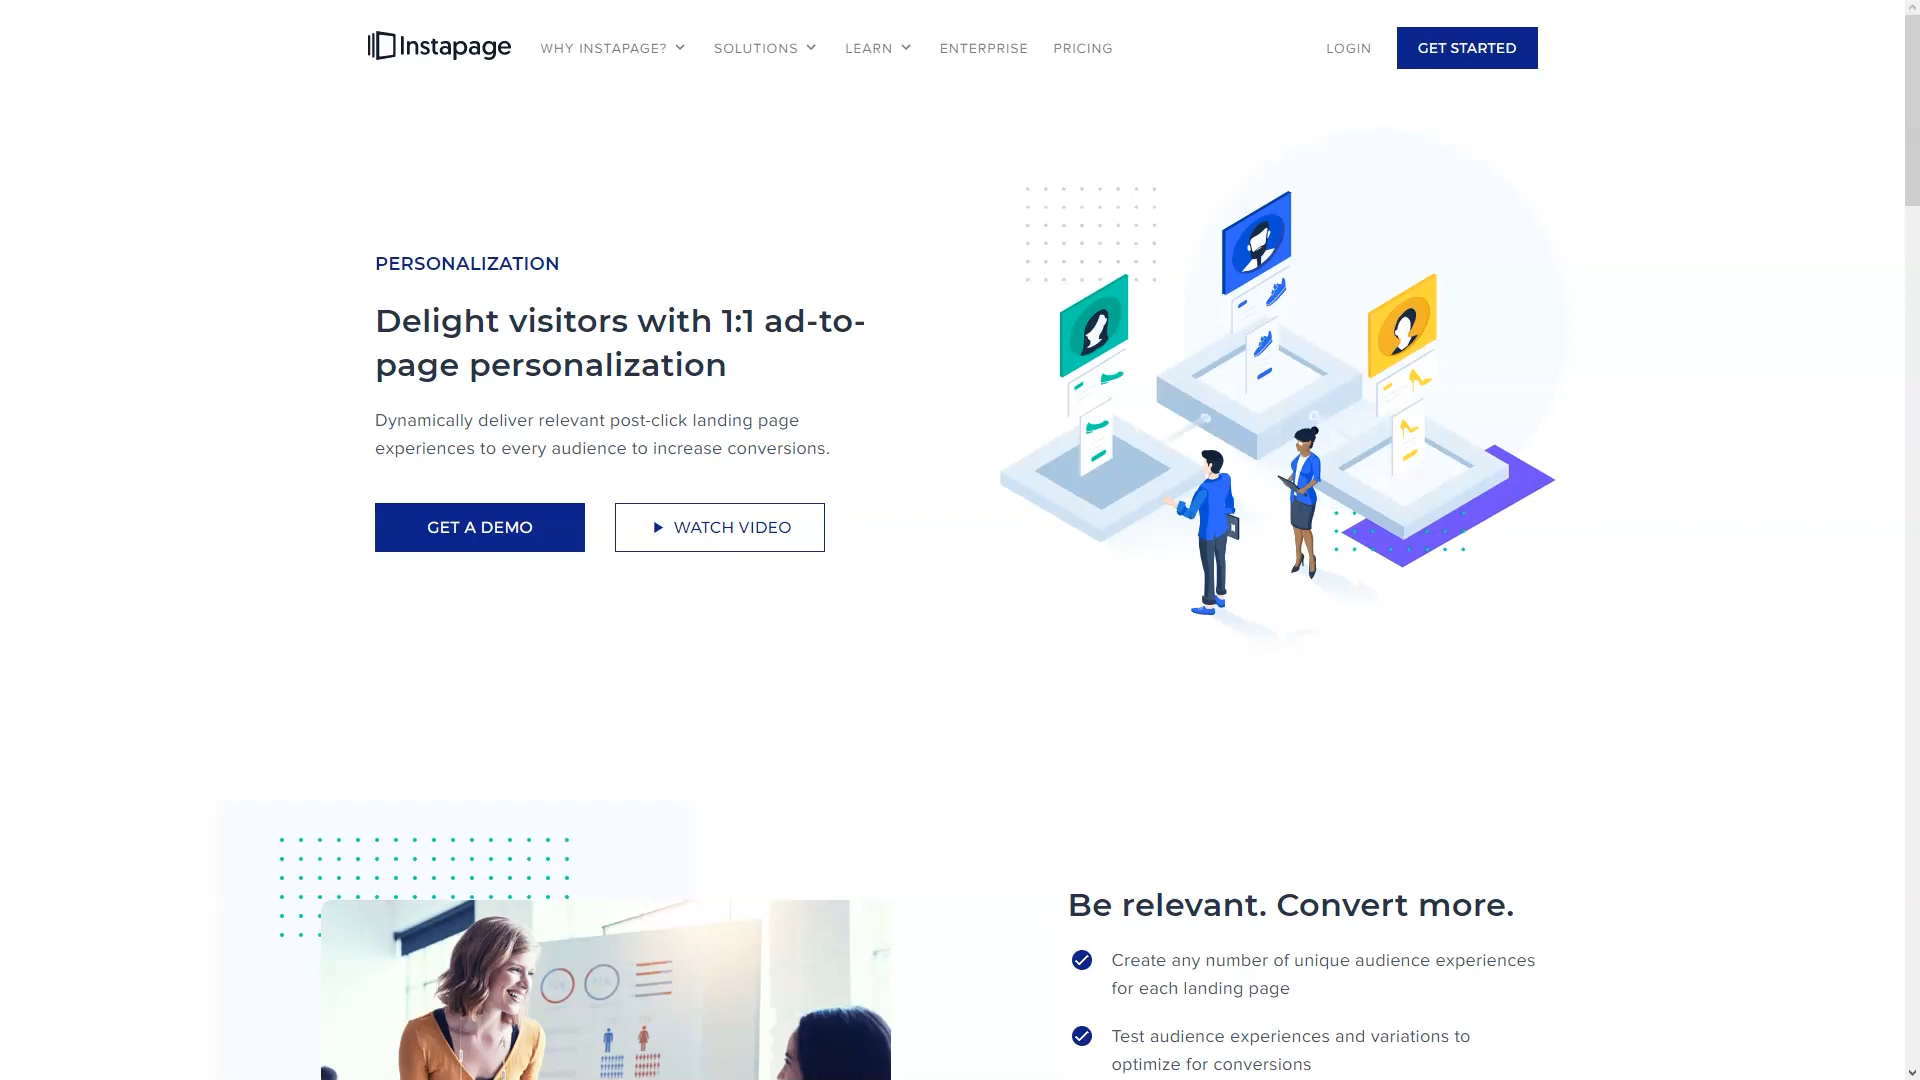 Instapage
WHY INSTAPAGE?
SOLUTIONS
LEARN
ENTERPRISE
PRICING
LOGIN
GET STARTED
PERSONALIZATION
Delight visitors with 1:1 ad-to-
page personalization
Dynamically deliver relevant post-click landing page
experiences to every audience to increase conversions.
GET A DEMO
WATCH VIDEO
Be relevant. Convert more.
Create any number of unique audience experiences
for each landing page
Test audience experiences and variations to
optimize for conversions